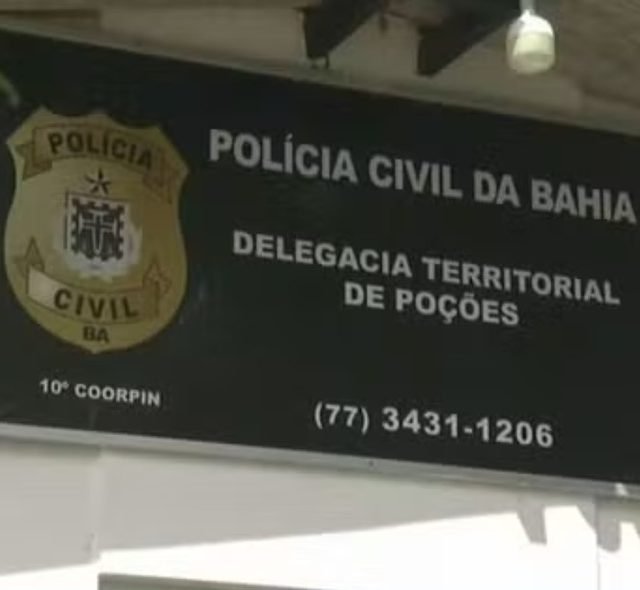 POLÍCIA
CIVIL
BA
10º COORPIN
POLÍCIA CIVIL DA BAHIA
DELEGACIA TERRITORIAL
DE POÇÕES
(77) 3431-1206